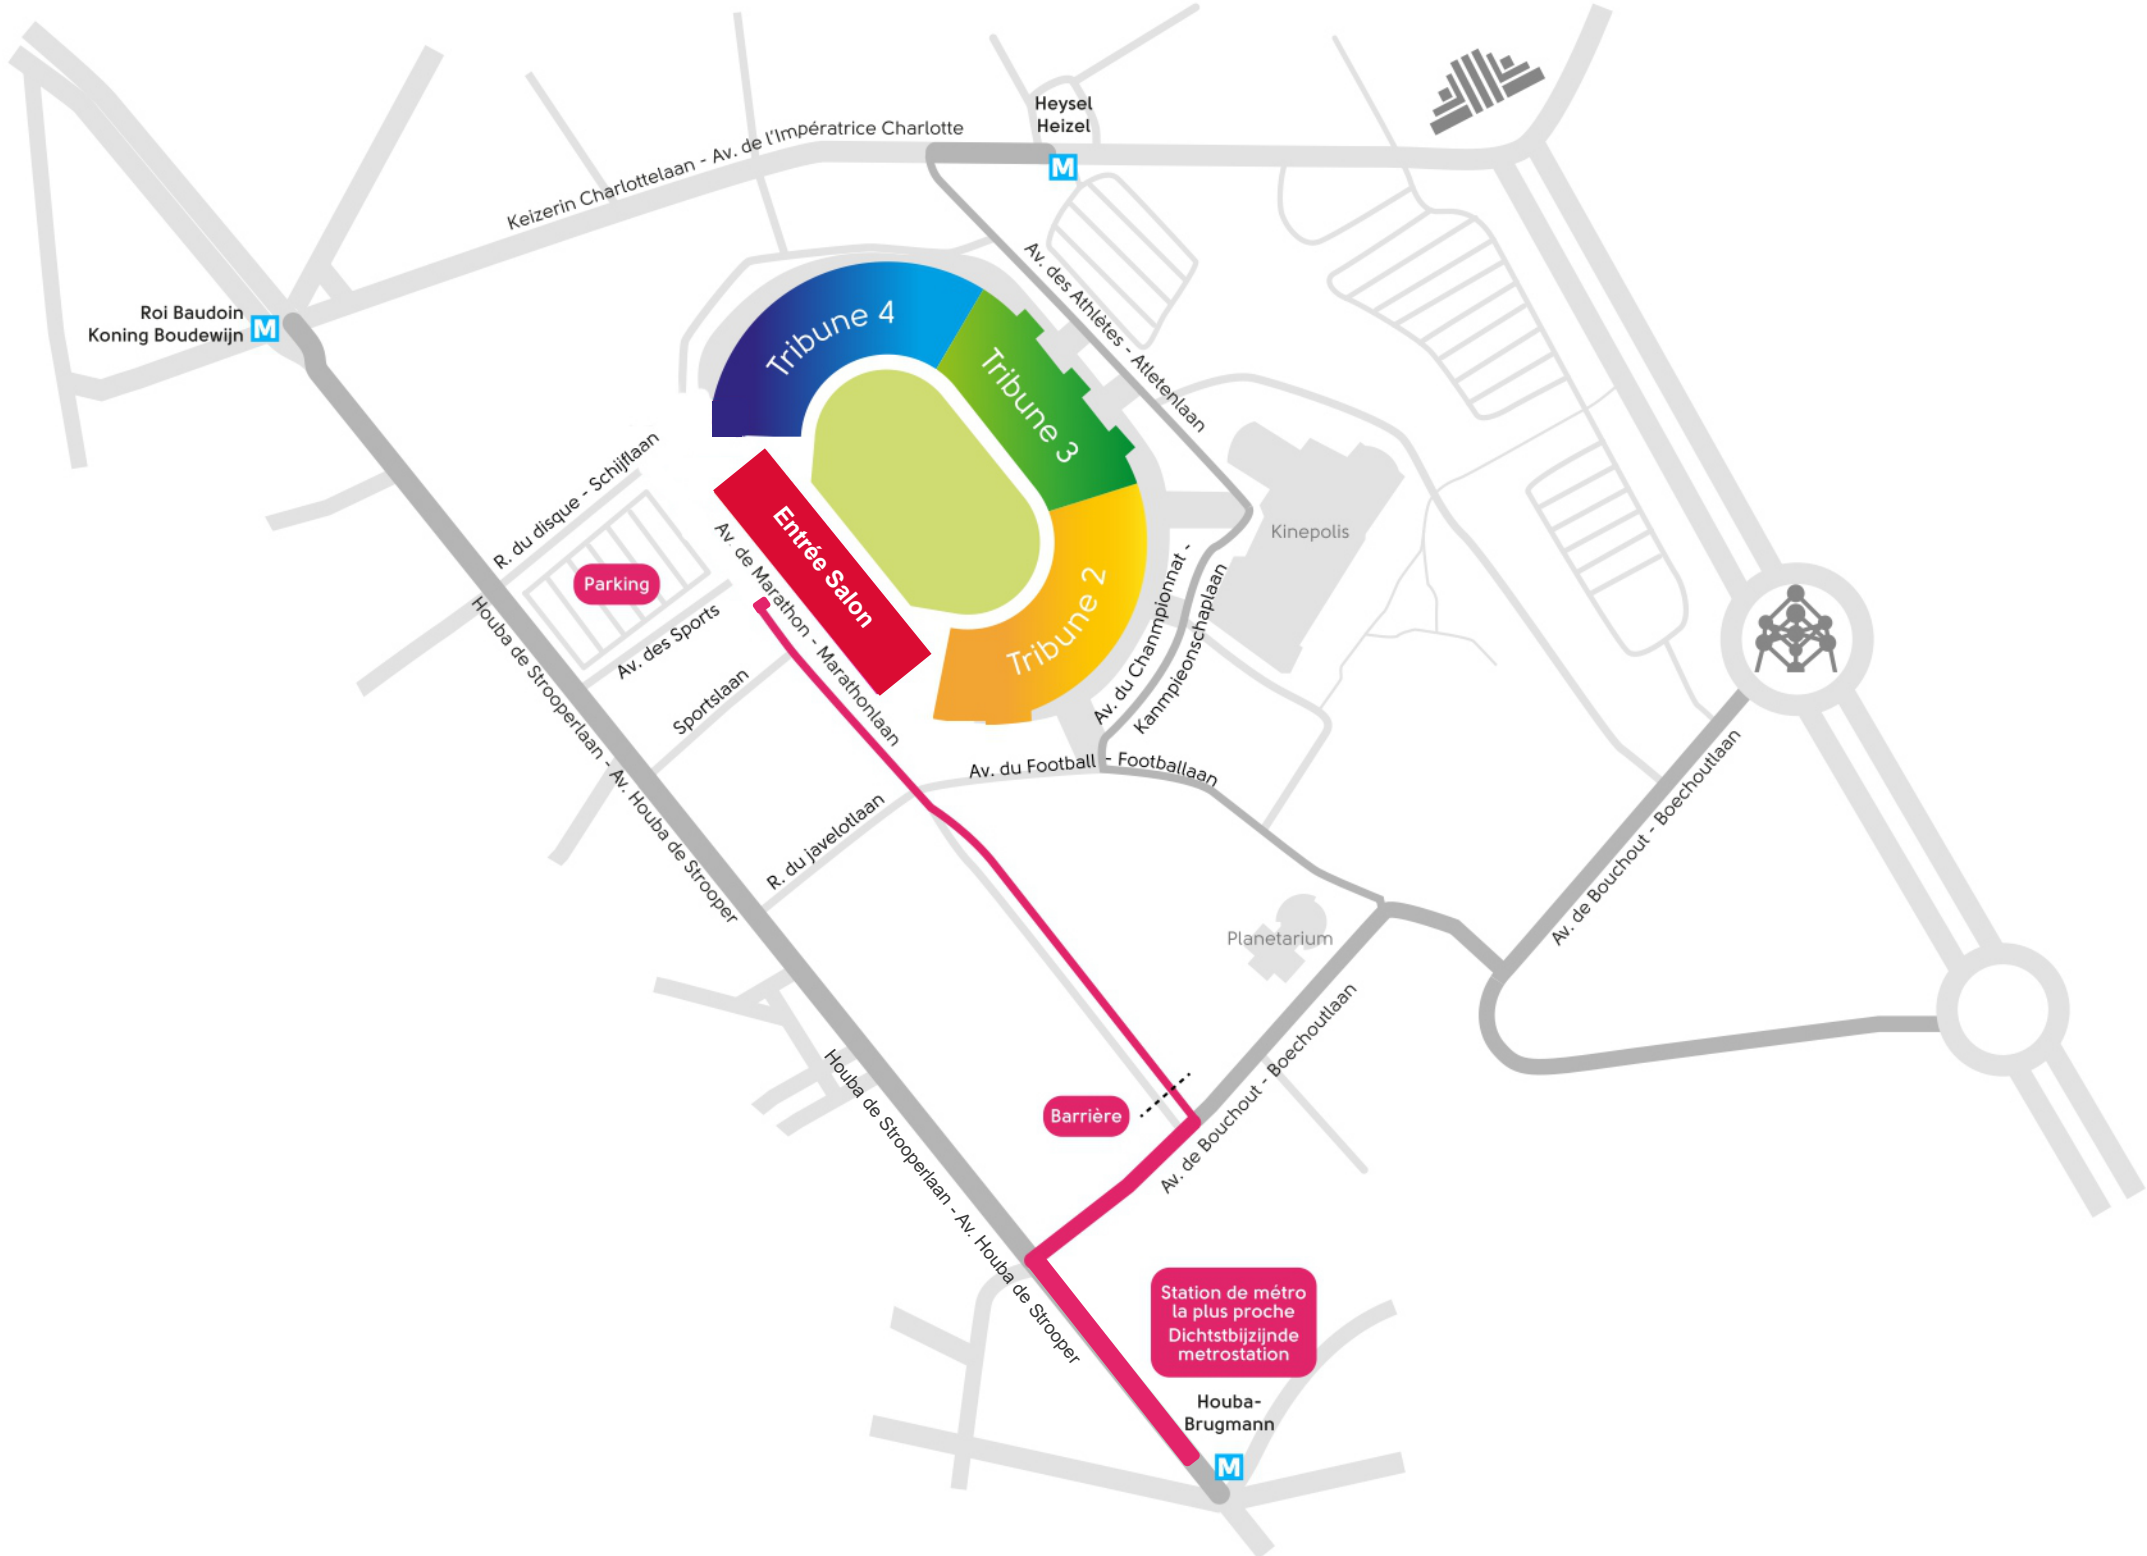 Heysel
Heizel
M
Keizerin Charlottelaan - Av. de l'Impératrice Charlotte
Av. des Athlètes - Atletenlaan
Roi Baudoin
Koning Boudewijn
M
Tribune 4
Tribune 3
Tribune 2
Entrée Salon
Kinepolis
R. du disque - Schijflaan
Parking
Av. des Sports
Sportslaan
Av. de Marathon - Marathonlaan
Av. du Chanmpionnat -
Kanmpieonschaplaan
Av. du Football - Footballaan
R. du javelotlaan
Houba de Strooperlaan - Av. Houba de Strooper
Planetarium
Av. de Bouchout - Boechoutlaan
Av. de Bouchout - Boechoutlaan
Barrière
Houba de Strooperlaan - Av. Houba de Strooper
Station de métro
la plus proche
Dichtstbijzijnde
metrostation
Houba-
Brugmann
M